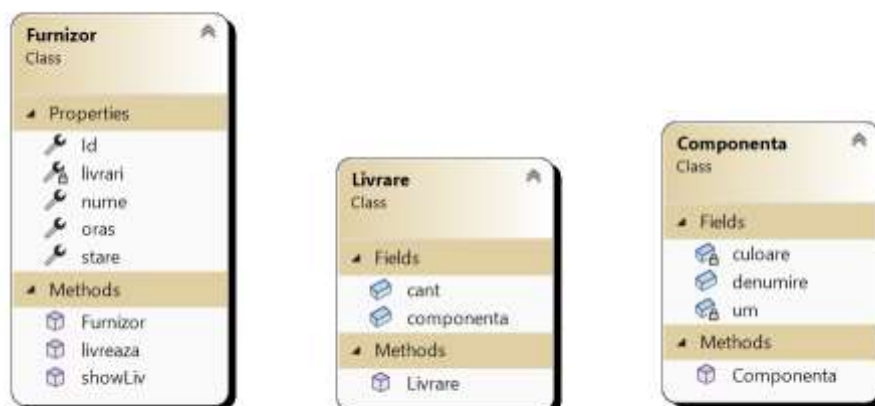 Furnizor
Class
Properties
Id
livrari
nume
oras
stare
Methods
Furnizor
livreaza
showLiv
Livrare
Class
Fields
cant
componenta
Methods
Livrare
Componenta
Class
Fields
culoare
denumire
um
Methods
Componenta